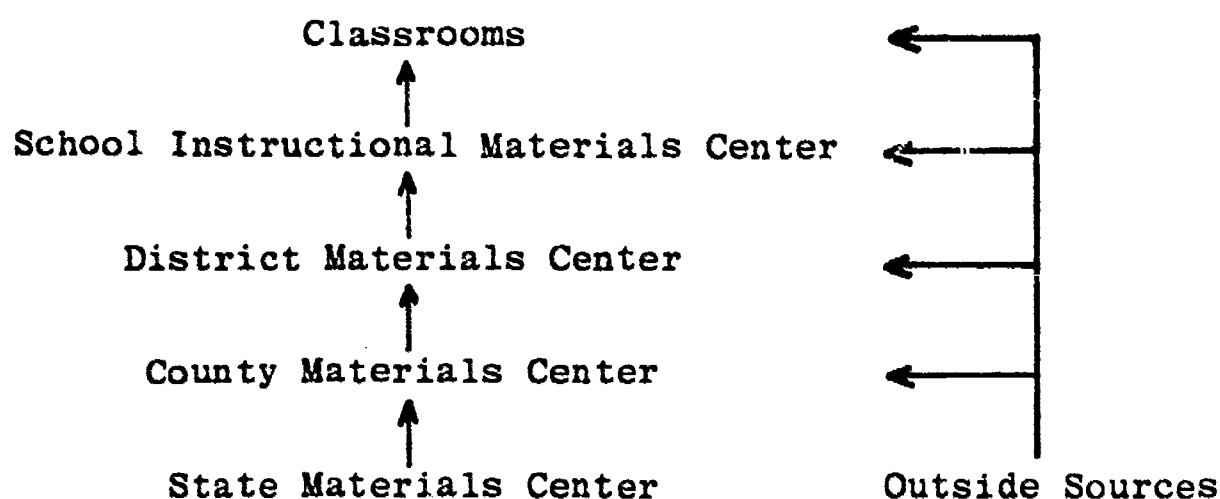 Classrooms
School Instructional Materials Center
District Materials Center
County Materials Center
State Materials Center
Outside Sources